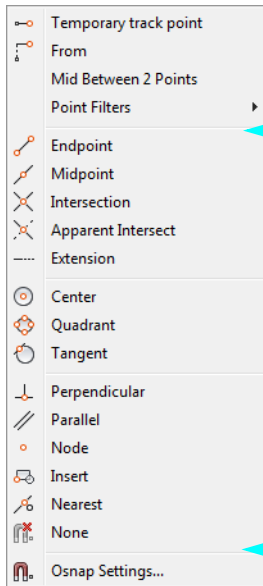 Temporary track point
From
Mid Between 2 Points
Point Filters
Endpoint
Midpoint
Intersection
Apparent Intersect
Extension
Center
Quadrant
Tangent
Perpendicular
Parallel
Node
Insert
Nearest
None
Osnap Settings...